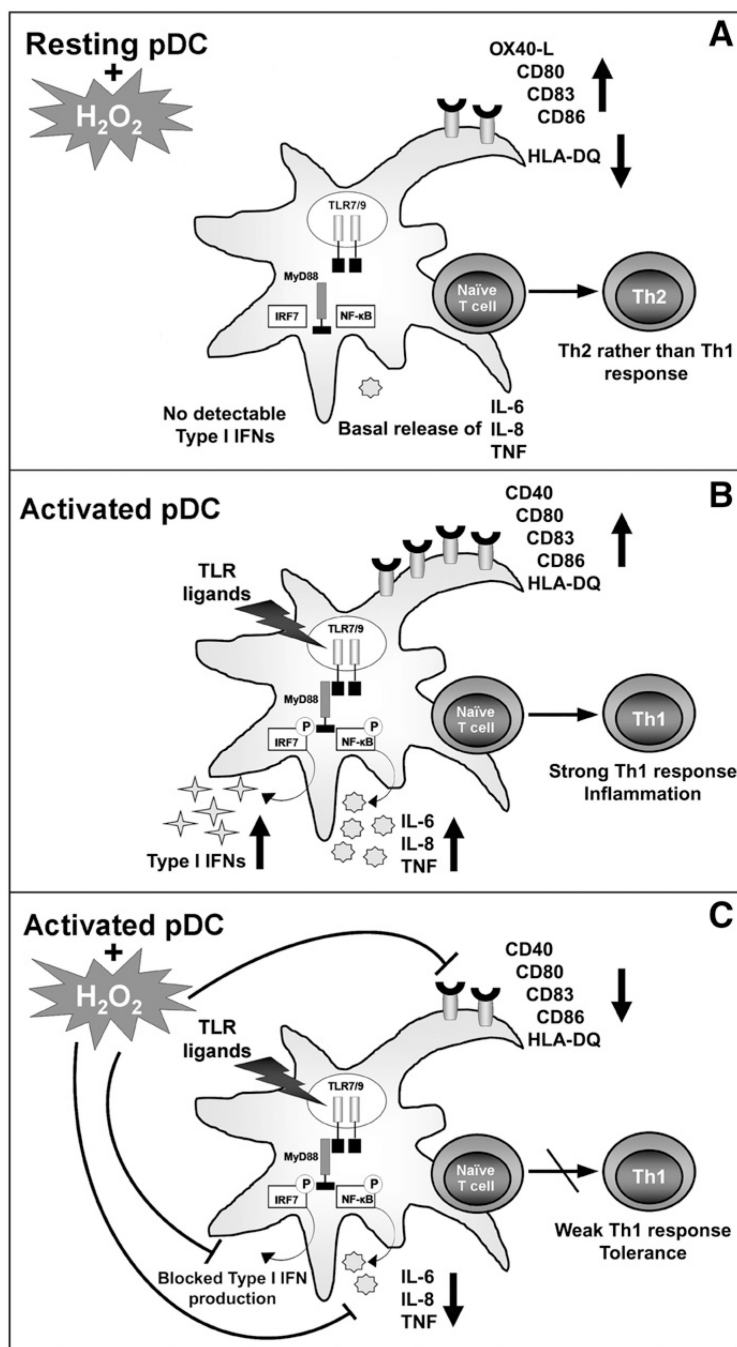 A
Resting pDC
+
H2O2
OX40-L
CD80
CD83
CD86
HLA-DQ
TLR7/9
MyD88
IRF7
NF-κB
Naïve
T cell
Th2
Th2 rather than Th1
response
No detectable
Type I IFNs
Basal release of
IL-6
IL-8
TNF
B
Activated pDC
CD40
CD80
CD83
CD86
HLA-DQ
TLR
ligands
TLR7/9
MyD88
P
IRF7
P
NF-κB
Naïve
T cell
Th1
Strong Th1 response
Inflammation
Type I IFNs
IL-6
IL-8
TNF
C
Activated pDC
+
H2O2
CD40
CD80
CD83
CD86
HLA-DQ
TLR
ligands
TLR7/9
MyD88
P
IRF7
P
NF-κB
Naïve
T cell
Th1
Weak Th1 response
Tolerance
Blocked Type I IFN
production
IL-6
IL-8
TNF